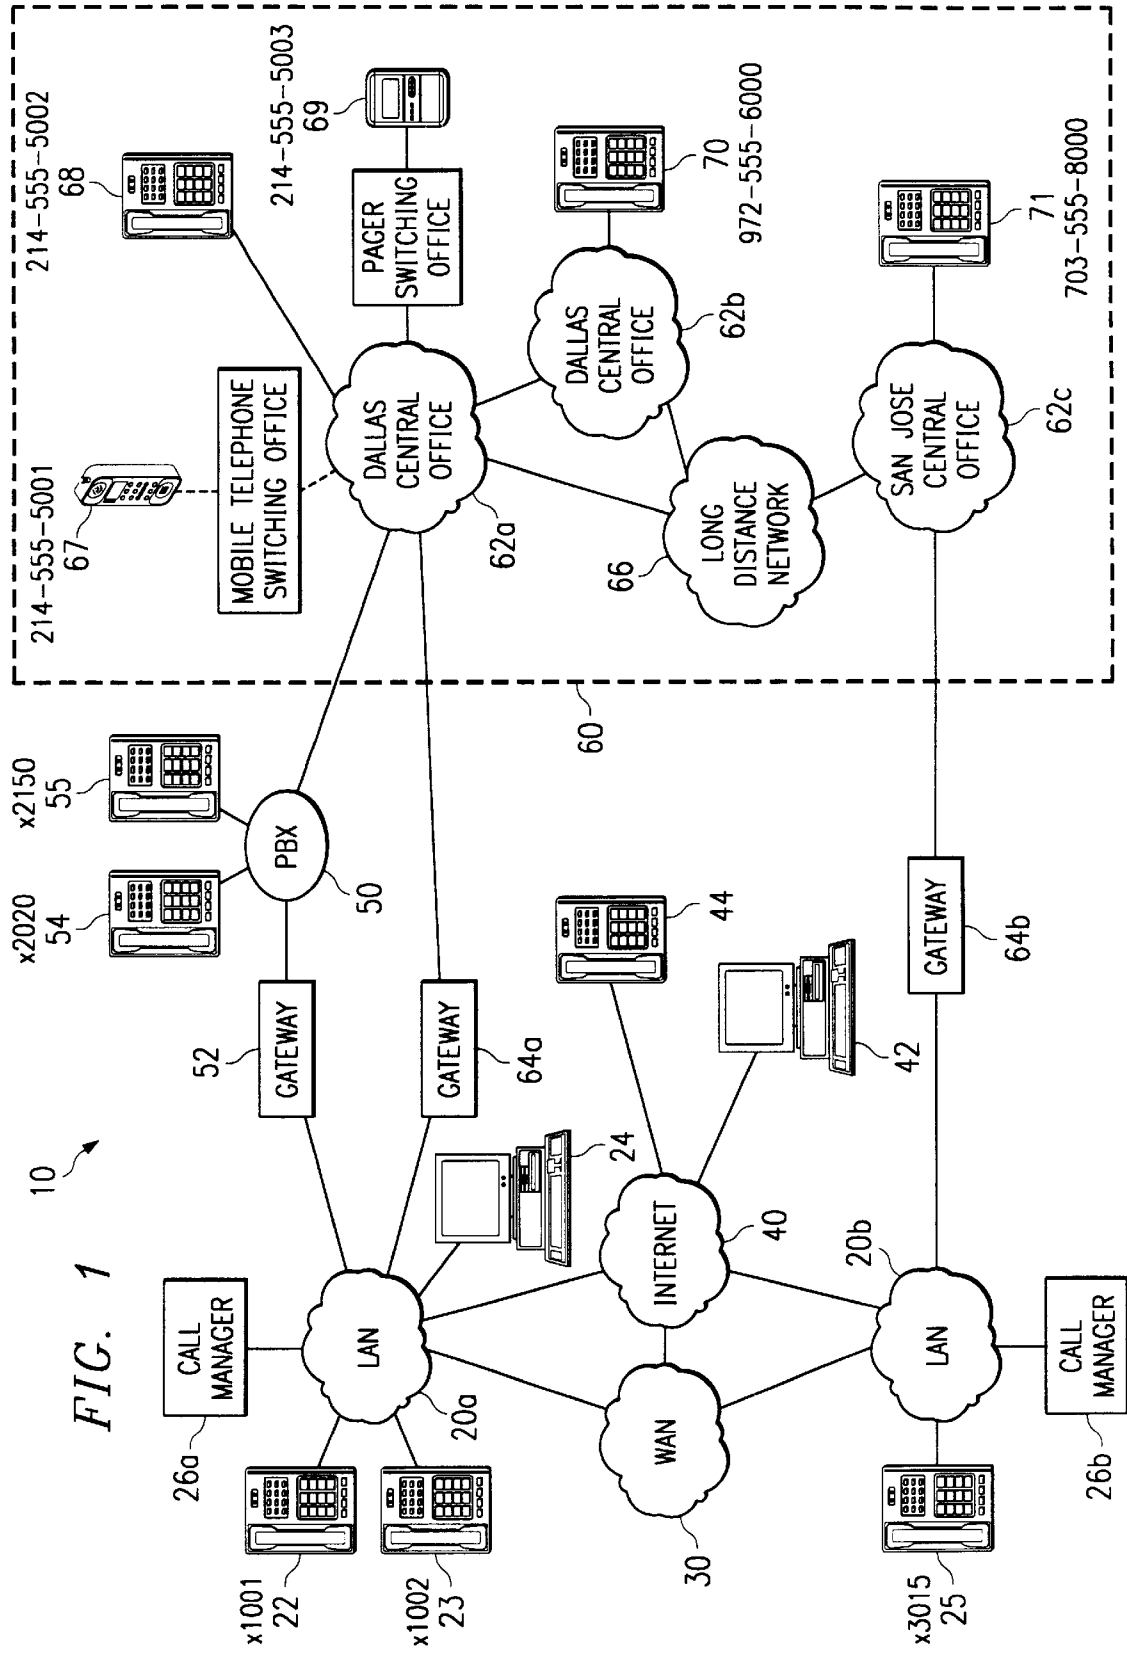 FIG. 1
10
x1001
22
x1002
23
26a
CALL
MANAGER
LAN
20a
24
GATEWAY
52
GATEWAY
64a
x2020
54
x2150
55
PBX
50
214-555-5001
67
MOBILE TELEPHONE
SWITCHING OFFICE
214-555-5002
68
DALLAS
CENTRAL
OFFICE
62a
PAGER
SWITCHING
OFFICE
214-555-5003
69
60
WAN
30
INTERNET
40
44
42
66
LONG
DISTANCE
NETWORK
DALLAS
CENTRAL
OFFICE
62b
70
972-555-6000
x3015
25
LAN
20b
CALL
MANAGER
26b
GATEWAY
64b
SAN JOSE
CENTRAL
OFFICE
62c
71
703-555-8000